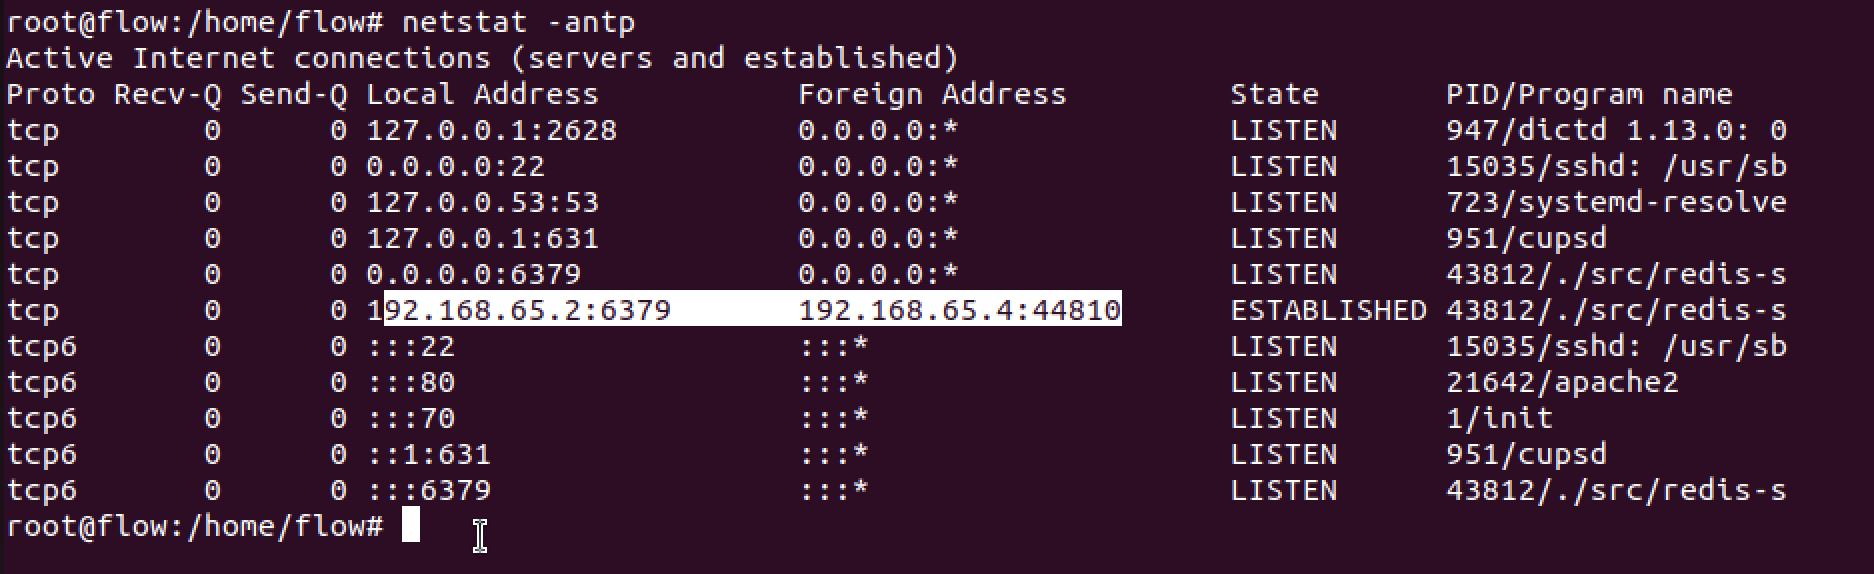 root@flow:/home/flow# netstat -antp
Active Internet connections (servers and established)
Proto Recv-Q Send-Q Local Address           Foreign Address         State       PID/Program name
tcp        0      0 127.0.0.1:2628          0.0.0.0:*               LISTEN      947/dictd 1.13.0: 0
tcp        0      0 0.0.0.0:22              0.0.0.0:*               LISTEN      15035/sshd: /usr/sb
tcp        0      0 127.0.0.53:53           0.0.0.0:*               LISTEN      723/systemd-resolve
tcp        0      0 127.0.0.1:631           0.0.0.0:*               LISTEN      951/cupsd
tcp        0      0 0.0.0.0:6379            0.0.0.0:*               LISTEN      43812/./src/redis-s
tcp        0      0 192.168.65.2:6379       192.168.65.4:44810      ESTABLISHED 43812/./src/redis-s
tcp6       0      0 :::22                   :::*                    LISTEN      15035/sshd: /usr/sb
tcp6       0      0 :::80                   :::*                    LISTEN      21642/apache2
tcp6       0      0 :::70                   :::*                    LISTEN      1/init
tcp6       0      0 ::1:631                 :::*                    LISTEN      951/cupsd
tcp6       0      0 :::6379                 :::*                    LISTEN      43812/./src/redis-s
root@flow:/home/flow#